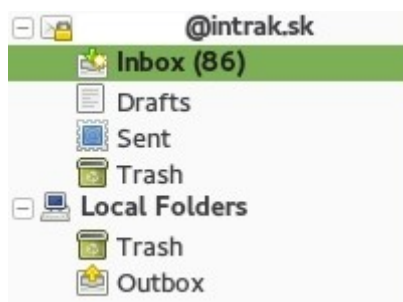 @intrak.sk
Inbox (86)
Drafts
Sent
Trash
Local Folders
Trash
Outbox